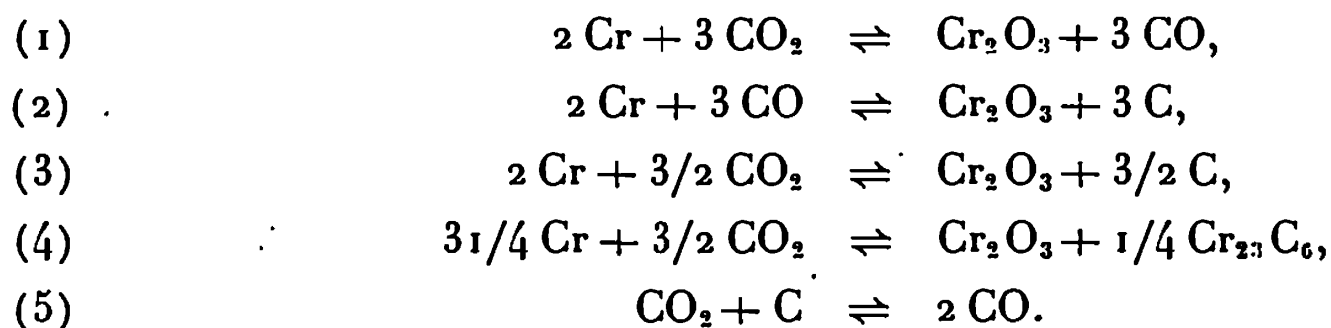 (1) 2 Cr + 3 CO₂ ⇌ Cr₂O₃ + 3 CO,
(2) 2 Cr + 3 CO ⇌ Cr₂O₃ + 3 C,
(3) 2 Cr + 3/2 CO₂ ⇌ Cr₂O₃ + 3/2 C,
(4) 31/4 Cr + 3/2 CO₂ ⇌ Cr₂O₃ + 1/4 Cr₂₃C₆,
(5) CO₂ + C ⇌ 2 CO.